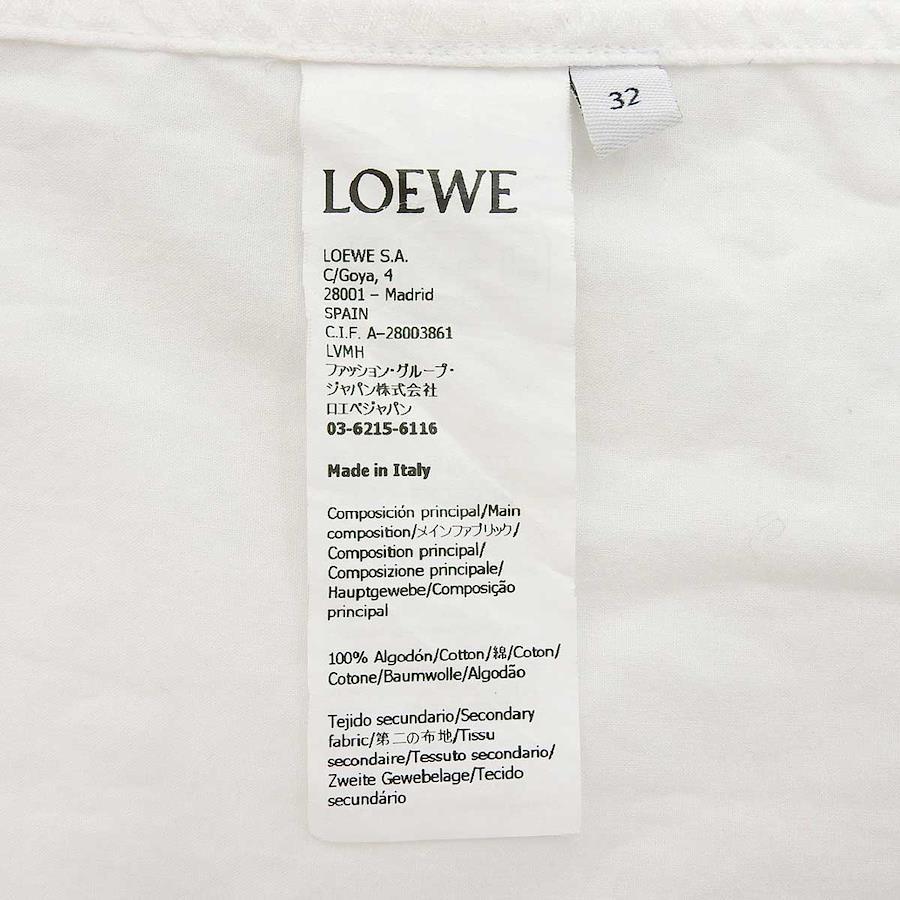 32
LOEWE
LOEWE S.A.
C/Goya, 4
28001 – Madrid
SPAIN
C.I.F. A–28003861
LVMH
ファッション・グループ・
ジャパン株式会社
ロエベジャパン
03-6215-6116
Made in Italy
Composición principal/Main
composition/メインファブリック/
Composition principal/
Composizione principale/
Hauptgewebe/Composição
principal
100% Algodón/Cotton/綿/Coton/
Cotone/Baumwolle/Algodão
Tejido secundario/Secondary
fabric/第二の布地/Tissu
secondaire/Tessuto secondario/
Zweite Gewebelage/Tecido
secundário